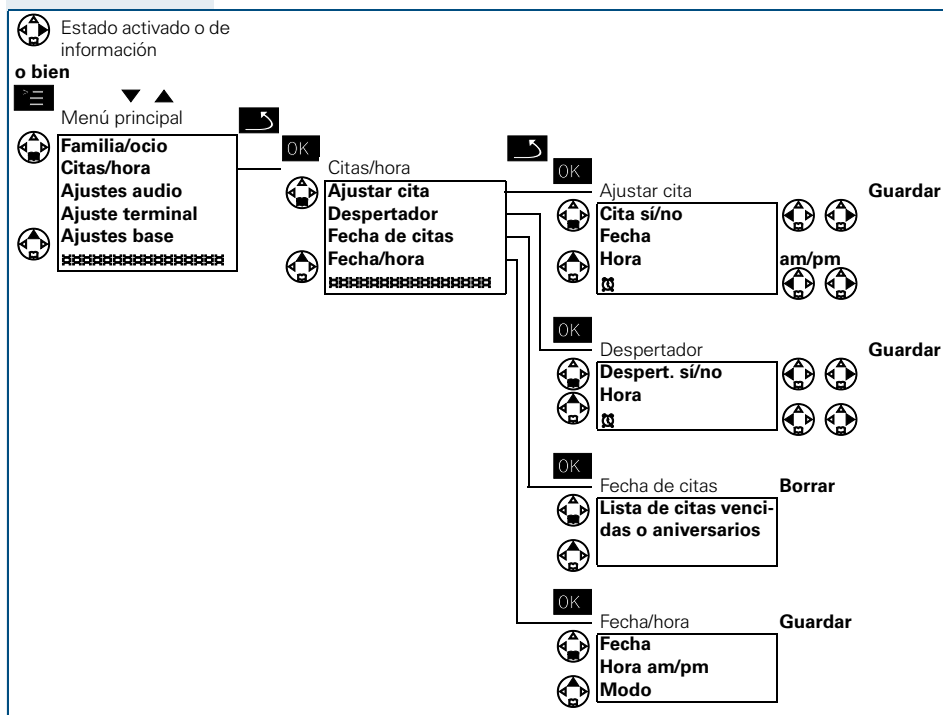 Estado activado o de
información
o bien
Menú principal
Familia/ocio
Citas/hora
Ajustes audio
Ajuste terminal
Ajustes base
OK
Citas/hora
Ajustar cita
Despertador
Fecha de citas
Fecha/hora
OK
Ajustar cita
Guardar
Cita sí/no
Fecha
Hora
am/pm
OK
Despertador
Guardar
Despert. sí/no
Hora
OK
Fecha de citas
Borrar
Lista de citas venci-
das o aniversarios
OK
Fecha/hora
Guardar
Fecha
Hora am/pm
Modo